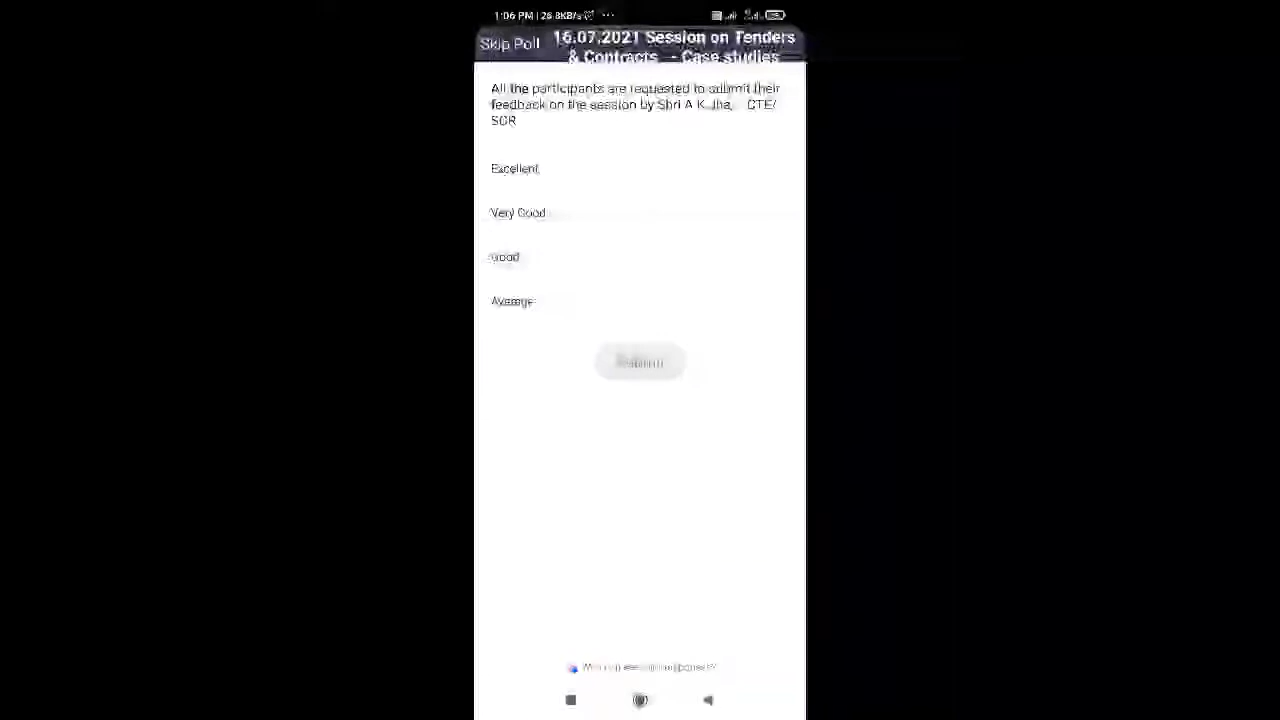 1:06 PM | 26.8KB/s
Skip Poll
16.07.2021 Session on Tenders
& Contracts - Case studies
All the participants are requested to submit their
feedback on the session by Shri A K Jha, CTE/
SCR
Excellent
Very Good
Good
Average
Submit